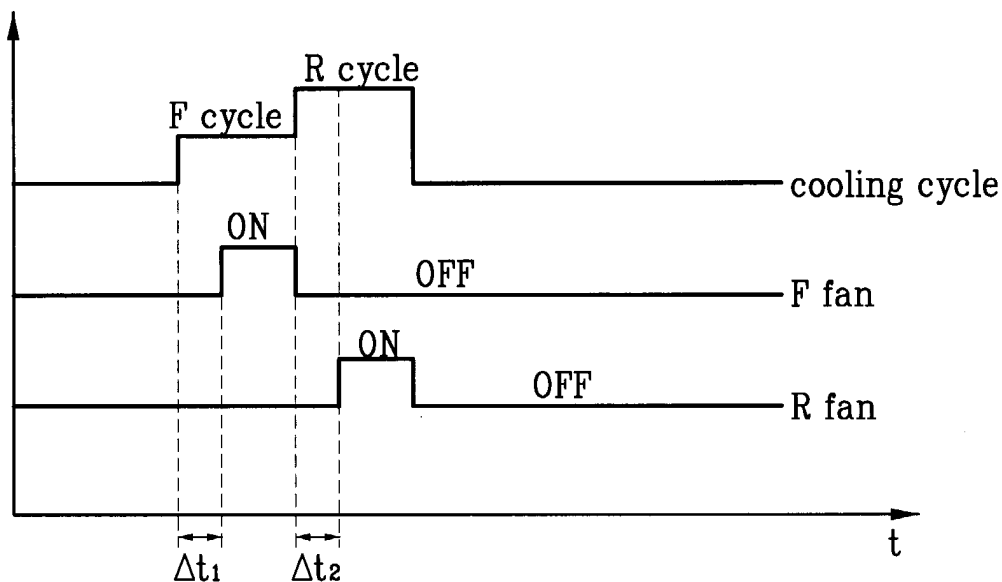 R cycle
F cycle
cooling cycle
ON
OFF
F fan
ON
OFF
R fan
t
Δt1
Δt2